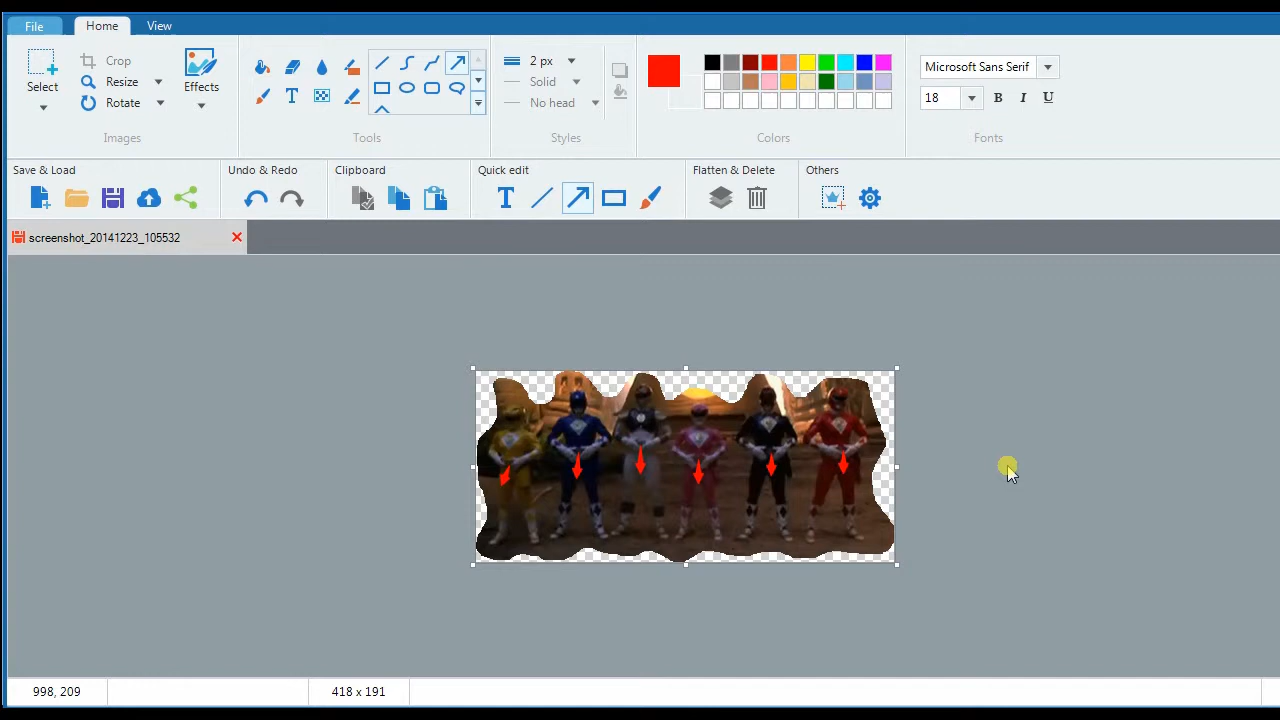 File Home View
Select Crop Resize Rotate Effects
Images
Tools
2 px
Solid
No head
Styles
Colors
Microsoft Sans Serif
18 B I U
Fonts
Save & Load Undo & Redo Clipboard Quick edit Flatten & Delete Others
T
screenshot_20141223_105532
998, 209 418 x 191